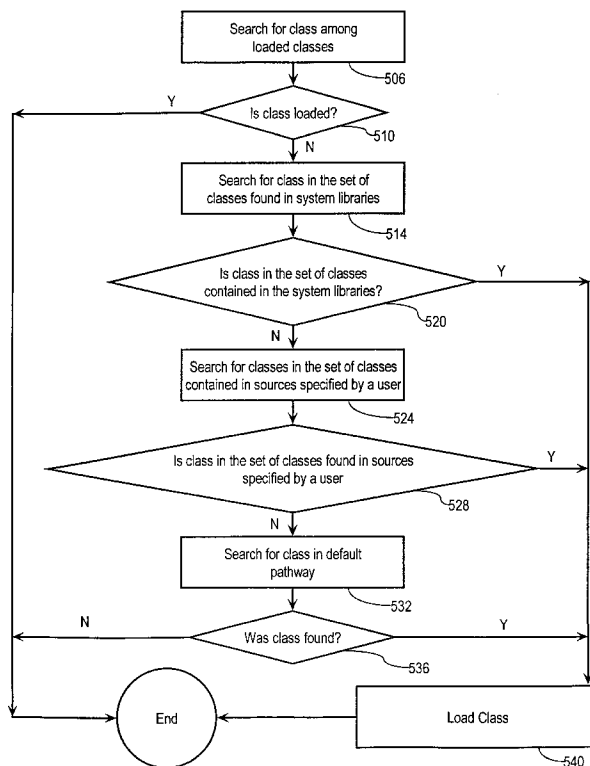 Search for class among
loaded classes
506
Y
Is class loaded?
510
N
Search for class in the set of
classes found in system libraries
514
Is class in the set of classes
contained in the system libraries?
Y
520
N
Search for classes in the set of classes
contained in sources specified by a user
524
Is class in the set of classes found in sources
specified by a user
Y
528
N
Search for class in default
pathway
532
N
Was class found?
Y
536
End
Load Class
540